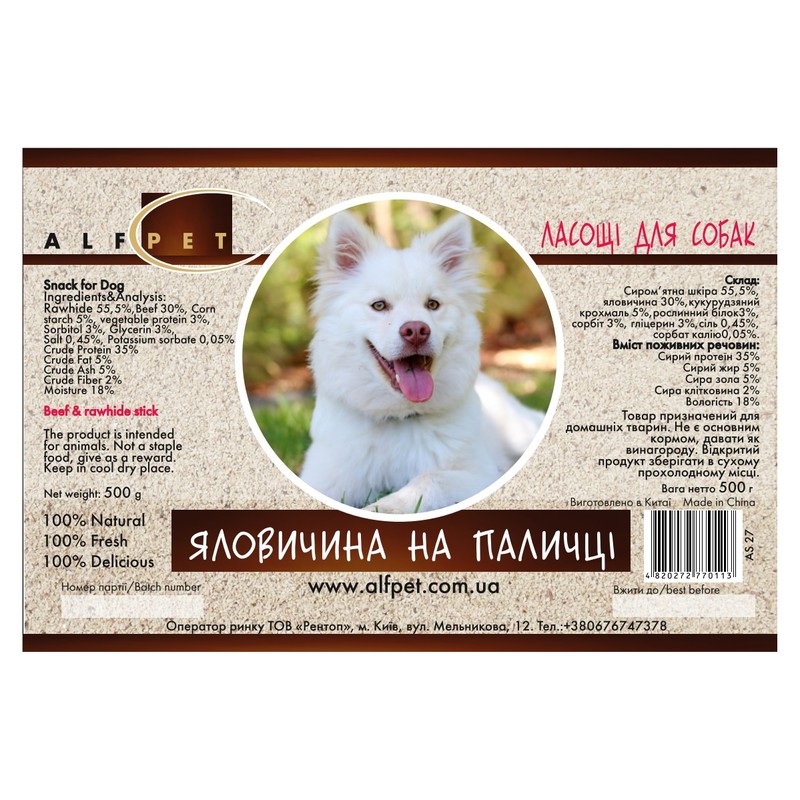 ALFPET
Snack for Dog
Ingredients&Analysis:
Rawhide 55,5%,Beef 30%, Corn
starch 5%, vegetable protein 3%,
Sorbitol 3%, Glycerin 3%,
Salt 0,45%, Potassium sorbate 0,05%
Crude Protein 35%
Crude Fat 5%
Crude Ash 5%
Crude Fiber 2%
Moisture 18%
Beef & rawhide stick
The product is intended
for animals. Not a staple
food, give as a reward.
Keep in cool dry place.
Net weight: 500 g
100% Natural
100% Fresh
100% Delicious
Номер партії/Batch number
ЛАСОЩІ ДЛЯ СОБАК
Склад:
Сиром’ятна шкіра 55,5%,
яловичина 30%,кукурудзяний
крохмаль 5%,рослинний білок3%,
сорбіт 3%, гліцерин 3%,сіль 0,45%,
сорбат калію0,05%.
Вміст поживних речовин:
Сирий протеін 35%
Сирий жир 5%
Сира зола 5%
Сира клітковина 2%
Вологість 18%
Товар призначений для
домашніх тварин. Не є основним
кормом, давати як
винагороду. Відкритий
продукт зберігати в сухому
прохолодному місці.
Вага нетто 500 г
Виготовлено в Китаї Made in China
ЯЛОВИЧИНА НА ПАЛИЧЦІ
www.alfpet.com.ua
4 820272 770113
AS 27
Вжити до/best before
Оператор ринку ТОВ «Рентоп», м. Київ, вул. Мельникова, 12. Тел.:+380676747378